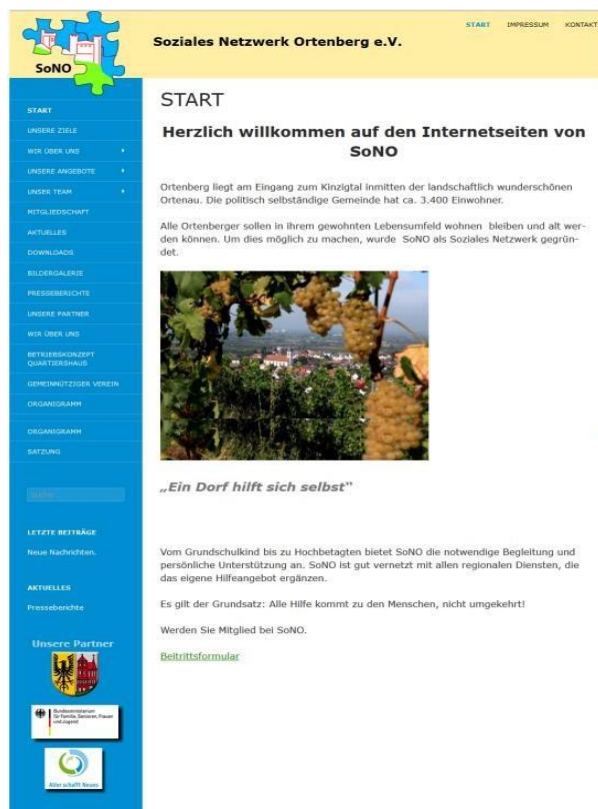 SoNO
Soziales Netzwerk Ortenberg e.V.
START IMPRESSUM KONTAKT
START
UNSERE ZIELE
WIR ÜBER UNS
UNSERE ANGEBOTE
UNSER TEAM
MITGLIEDSCHAFT
AKTUELLES
DOWNLOADS
BILDERGALERIE
PRESSEBERICHTE
UNSERE PARTNER
WIR ÜBER UNS
BETRIEBSKONZEPT
QUARTIERSHAUS
GEMEINNÜTZIGER VEREIN
ORGANIGRAMM
ORGANIGRAMM
SATZUNG
Suche
LETZTE BEITRÄGE
Neue Nachrichten.
AKTUELLES
Presseberichte
Unsere Partner
Bundesministerium
für Familie, Senioren, Frauen
und Jugend
Alter schafft Neues
START
Herzlich willkommen auf den Internetseiten von
SoNO
Ortenberg liegt am Eingang zum Kinzigtal inmitten der landschaftlich wunderschönen
Ortenau. Die politisch selbständige Gemeinde hat ca. 3.400 Einwohner.
Alle Ortenberger sollen in ihrem gewohnten Lebensumfeld wohnen bleiben und alt wer-
den können. Um dies möglich zu machen, wurde SoNO als Soziales Netzwerk gegrün-
det.
„Ein Dorf hilft sich selbst“
Vom Grundschulkind bis zu Hochbetagten bietet SoNO die notwendige Begleitung und
persönliche Unterstützung an. SoNO ist gut vernetzt mit allen regionalen Diensten, die
das eigene Hilfeangebot ergänzen.
Es gilt der Grundsatz: Alle Hilfe kommt zu den Menschen, nicht umgekehrt!
Werden Sie Mitglied bei SoNO.
Beitrittsformular